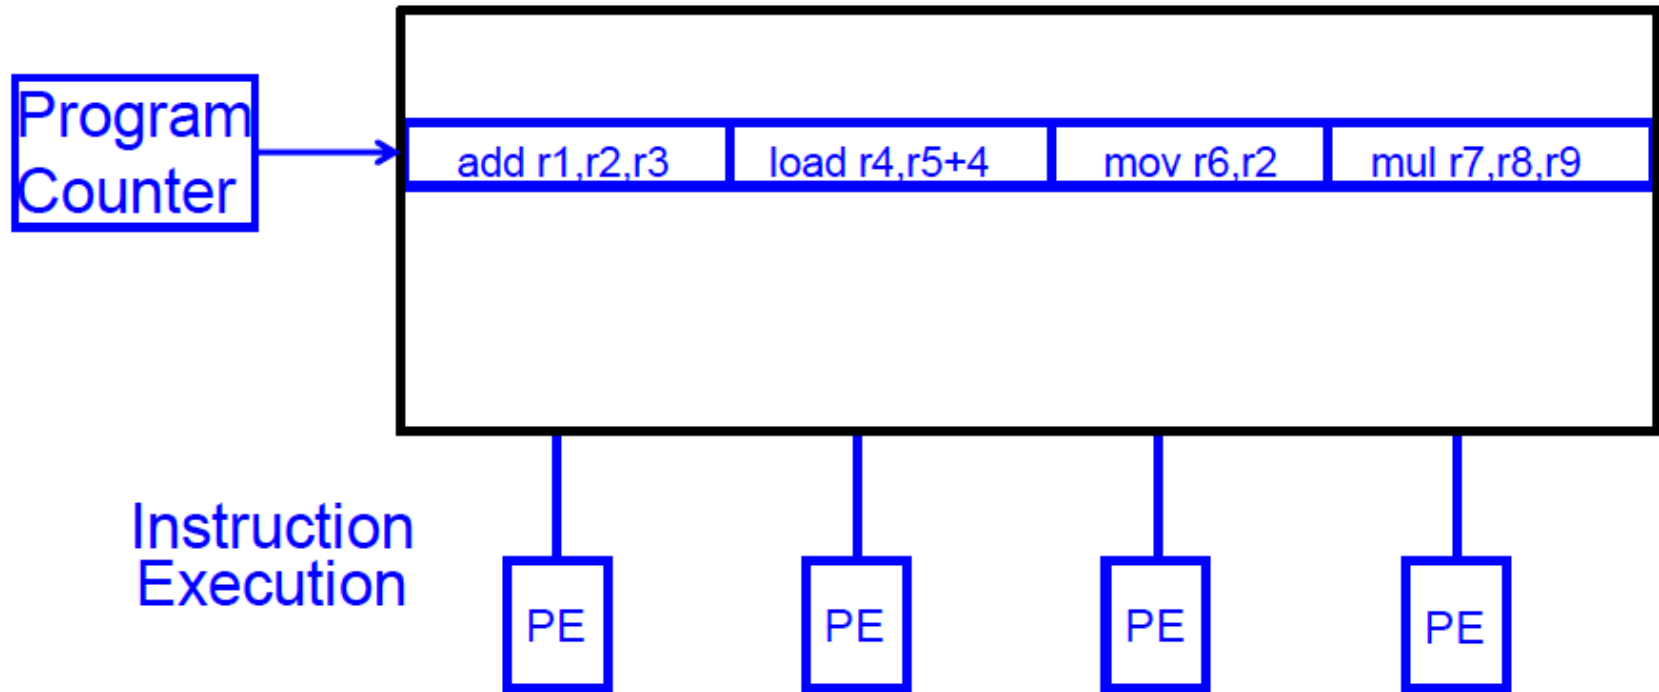 Program
Counter
add r1,r2,r3
load r4,r5+4
mov r6,r2
mul r7,r8,r9
Instruction
Execution
PE
PE
PE
PE